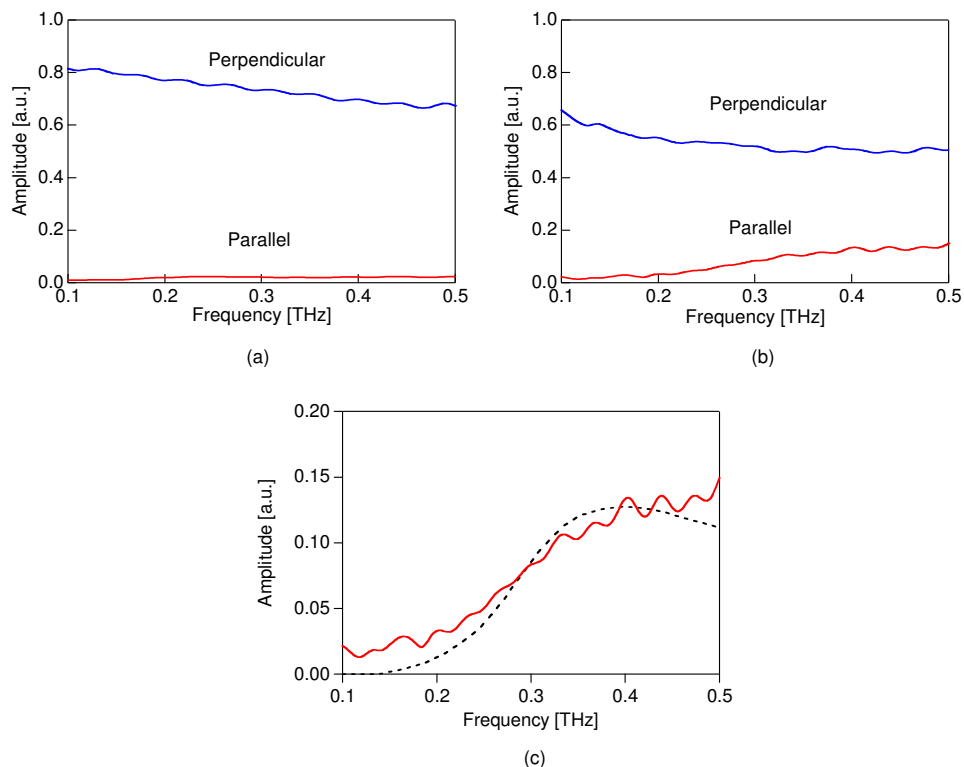 1.0
0.8
0.6
0.4
0.2
0.0
Amplitude [a.u.]
Perpendicular
Parallel
0.1 0.2 0.3 0.4 0.5
Frequency [THz]
(a)
1.0
0.8
0.6
0.4
0.2
0.0
Amplitude [a.u.]
Perpendicular
Parallel
0.1 0.2 0.3 0.4 0.5
Frequency [THz]
(b)
0.20
0.15
0.10
0.05
0.00
Amplitude [a.u.]
0.1 0.2 0.3 0.4 0.5
Frequency [THz]
(c)